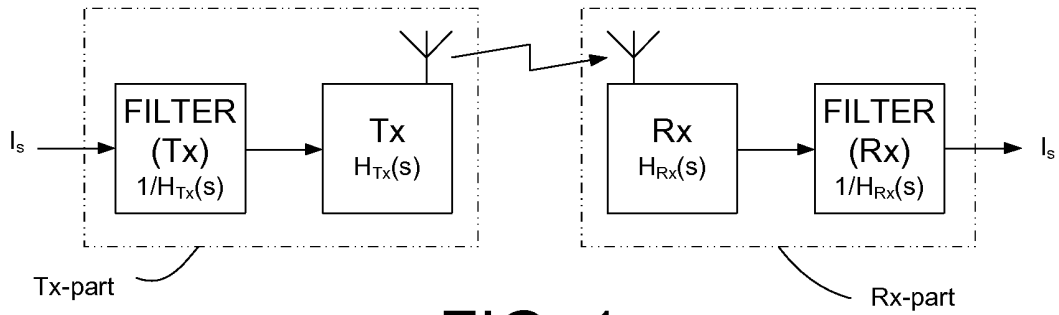 I_s
FILTER
(Tx)
1/H_Tx(s)
Tx
H_Tx(s)
Rx
H_Rx(s)
FILTER
(Rx)
1/H_Rx(s)
I_s
Tx-part
Rx-part